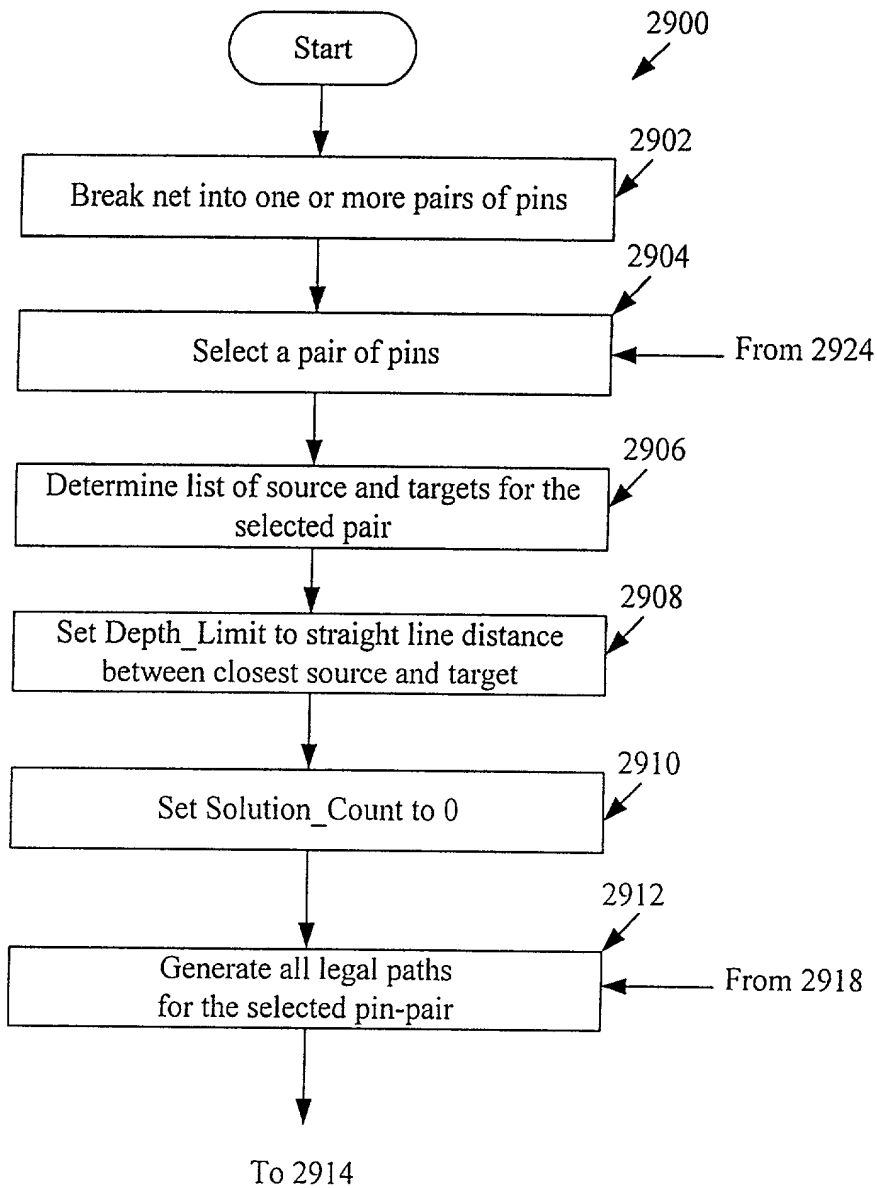 2900
Start
2902
Break net into one or more pairs of pins
2904
Select a pair of pins
From 2924
2906
Determine list of source and targets for the
selected pair
2908
Set Depth_Limit to straight line distance
between closest source and target
2910
Set Solution_Count to 0
2912
Generate all legal paths
for the selected pin-pair
From 2918
To 2914